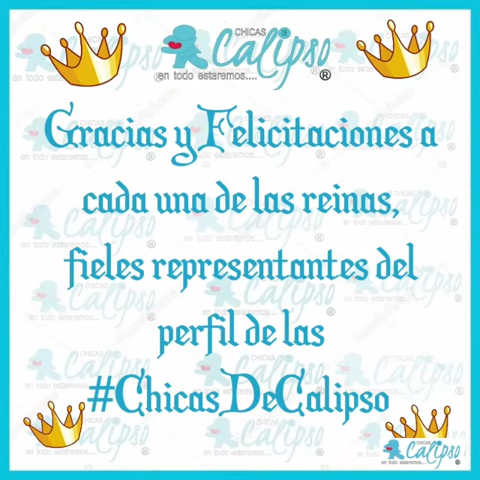 CHICAS
Calipso®
en todo estaremos....
Gracias y Felicitaciones a
cada una de las reinas,
fieles representantes del
perfil de las
#ChicasDeCalipso
CHICAS
Calipso®
en todo estaremos...